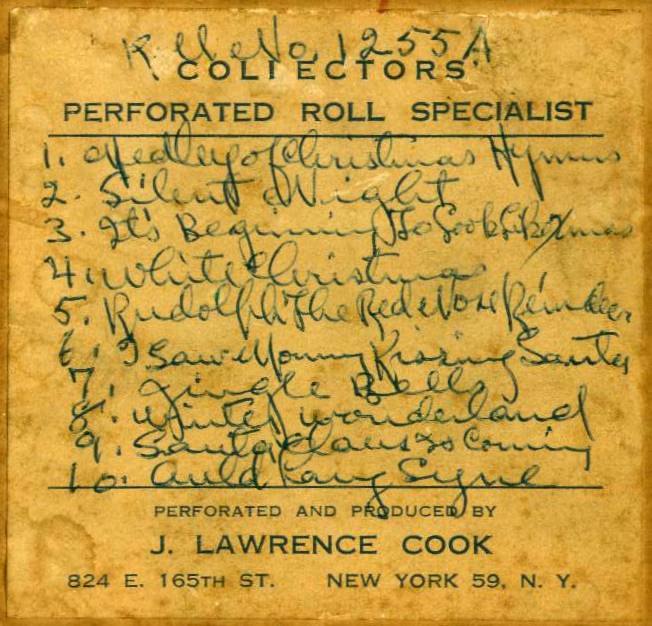 R No. 1255A
COLLECTORS
PERFORATED ROLL SPECIALIST
1. Medley of Christmas Hymns
2. Silent Night
3. It's Beginning To Look Like Xmas
4. White Christmas
5. Rudolph The Red Nose Reindeer
6. I Saw Mommy Kissing Santa
7. Jingle Bells
8. Winter Wonderland
9. Santa Claus Is Coming
10. Auld Lang Syne
PERFORATED AND PRODUCED BY
J. LAWRENCE COOK
824 E. 165TH ST. NEW YORK 59, N. Y.